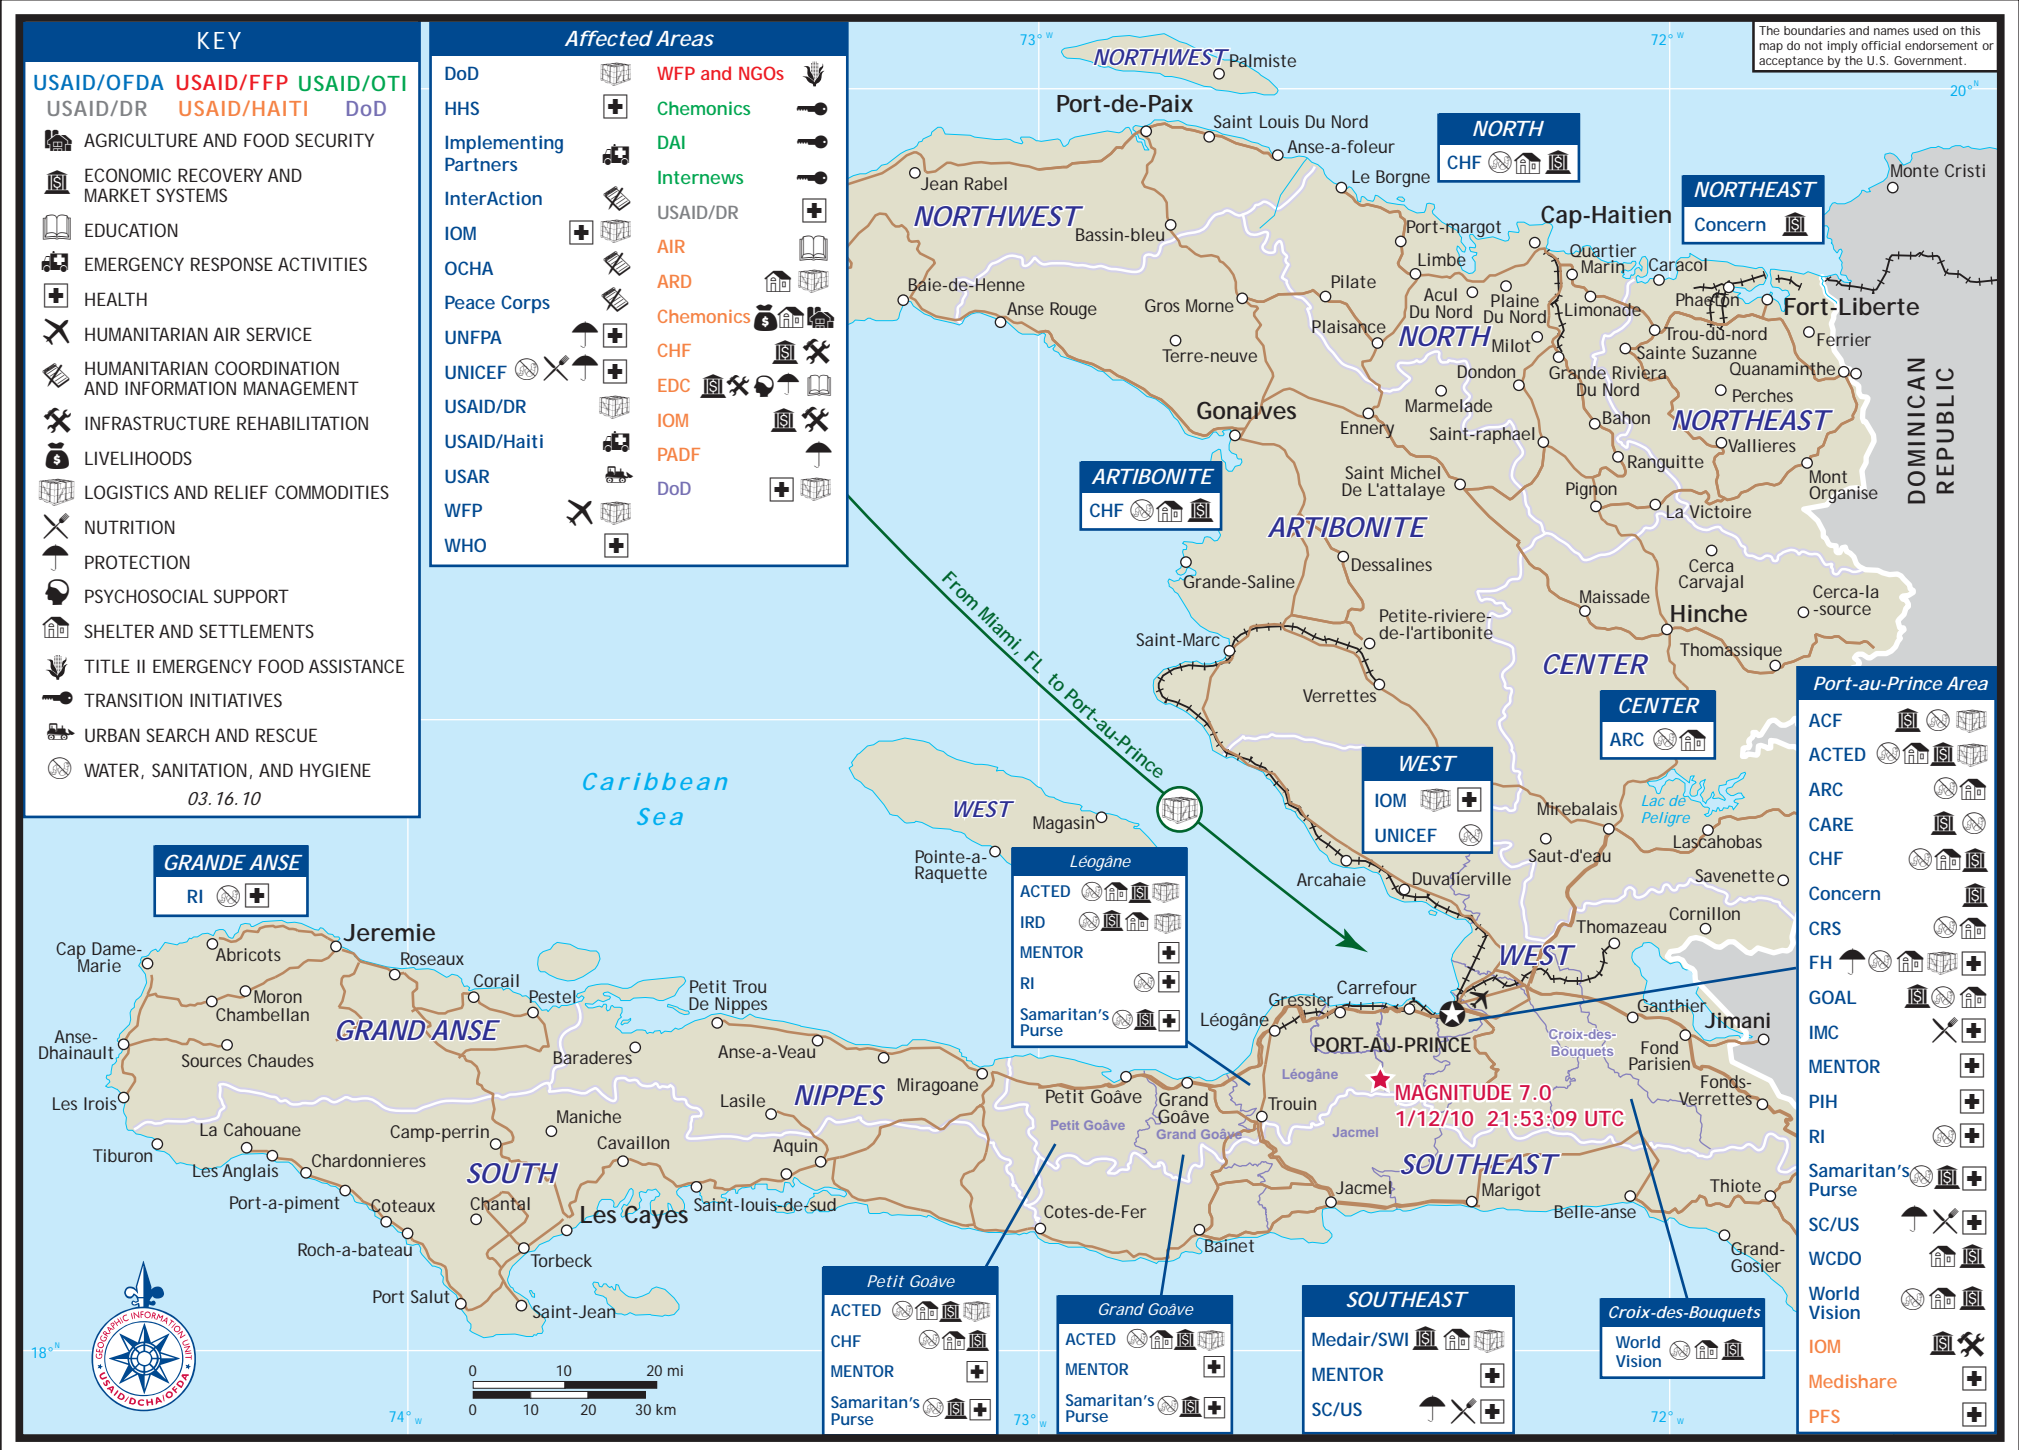 KEY
USAID/OFDA USAID/FFP USAID/OTI
USAID/DR USAID/HAITI DoD
AGRICULTURE AND FOOD SECURITY
ECONOMIC RECOVERY AND
MARKET SYSTEMS
EDUCATION
EMERGENCY RESPONSE ACTIVITIES
HEALTH
HUMANITARIAN AIR SERVICE
HUMANITARIAN COORDINATION
AND INFORMATION MANAGEMENT
INFRASTRUCTURE REHABILITATION
LIVELIHOODS
LOGISTICS AND RELIEF COMMODITIES
NUTRITION
PROTECTION
PSYCHOSOCIAL SUPPORT
SHELTER AND SETTLEMENTS
TITLE II EMERGENCY FOOD ASSISTANCE
TRANSITION INITIATIVES
URBAN SEARCH AND RESCUE
WATER, SANITATION, AND HYGIENE
03.16.10
Affected Areas
DoD
HHS
Implementing
Partners
InterAction
IOM
OCHA
Peace Corps
UNFPA
UNICEF
USAID/DR
USAID/Haiti
USAR
WFP
WHO
WFP and NGOs
Chemonics
DAI
Internews
USAID/DR
AIR
ARD
Chemonics
CHF
EDC
IOM
PADF
DoD
The boundaries and names used on this
map do not imply official endorsement or
acceptance by the U.S. Government.
73° W
72° W
20° N
NORTHWEST
Palmiste
Port-de-Paix
Saint Louis Du Nord
Anse-a-foleur
Le Borgne
NORTH
CHF
NORTHEAST
Concern
Monte Cristi
Jean Rabel
NORTHWEST
Bassin-bleu
Port-margot
Cap-Haitien
Quartier
Marin
Caracol
Limbe
Baie-de-Henne
Anse Rouge
Gros Morne
Pilate
Acul
Du Nord
Plaine
Du Nord
Limonade
Phaeton
Fort-Liberte
Plaisance
NORTH
Milot
Trou-du-nord
Ferrier
Terre-neuve
Sainte Suzanne
Quanaminthe
Dondon
Grande Riviera
Du Nord
Perches
Marmelade
Gonaives
Ennery
Bahon
NORTHEAST
Saint-raphael
Vallieres
Ranguitte
DOMINICAN
REPUBLIC
ARTIBONITE
CHF
Saint Michel
De L'attalaye
Pignon
Mont
Organise
La Victoire
ARTIBONITE
Dessalines
Grande-Saline
Cerca
Carvajal
Maissade
Cerca-la
-source
Hinche
Petite-riviere-
de-l'artibonite
Saint-Marc
Thomassique
CENTER
Verrettes
From Miami, FL to Port-au-Prince
CENTER
ARC
WEST
IOM
UNICEF
Caribbean
Sea
WEST
Magasin
Pointe-a-
Raquette
Mirebalais
Lac de
Peligre
Lascahobas
Saut-d'eau
Savenette
Arcahaie
Duvalierville
Cornillon
Thomazeau
WEST
Léogâne
ACTED
IRD
MENTOR
RI
Samaritan's
Purse
GRANDE ANSE
RI
Jeremie
Cap Dame-
Marie
Abricots
Roseaux
Corail
Pestel
Petit Trou
De Nippes
Moron
Chambellan
GRAND ANSE
Anse-
Dhainault
Sources Chaudes
Baraderes
Anse-a-Veau
Les Irois
NIPPES
Miragoane
Lasile
Gressier
Carrefour
Léogâne
PORT-AU-PRINCE
Croix-des-
Bouquets
Ganthier
Jimani
Fond
Parisien
Fonds-
Verrettes
Léogâne
MAGNITUDE 7.0
1/12/10 21:53:09 UTC
Petit Goâve
Grand
Goâve
Trouin
Petit Goâve
Grand Goâve
Jacmel
La Cahouane
Camp-perrin
Maniche
Cavaillon
Aquin
Tiburon
Les Anglais
Chardonnieres
SOUTH
SOUTHEAST
Port-a-piment
Coteaux
Chantal
Les Cayes
Saint-louis-de-sud
Cotes-de-Fer
Jacmel
Marigot
Belle-anse
Thiote
Roch-a-bateau
Torbeck
Bainet
Grand-
Gosier
Port Salut
Saint-Jean
Port-au-Prince Area
ACF
ACTED
ARC
CARE
CHF
Concern
CRS
FH
GOAL
IMC
MENTOR
PIH
RI
Samaritan's
Purse
SC/US
WCDO
World
Vision
IOM
Medishare
PFS
Petit Goâve
ACTED
CHF
MENTOR
Samaritan's
Purse
Grand Goâve
ACTED
MENTOR
Samaritan's
Purse
SOUTHEAST
Medair/SWI
MENTOR
SC/US
Croix-des-Bouquets
World
Vision
GEOGRAPHIC INFORMATION UNIT
USAID/DCHA/OFDA
18° N
0 10 20 mi
0 10 20 30 km
74° W
73° W
72° W